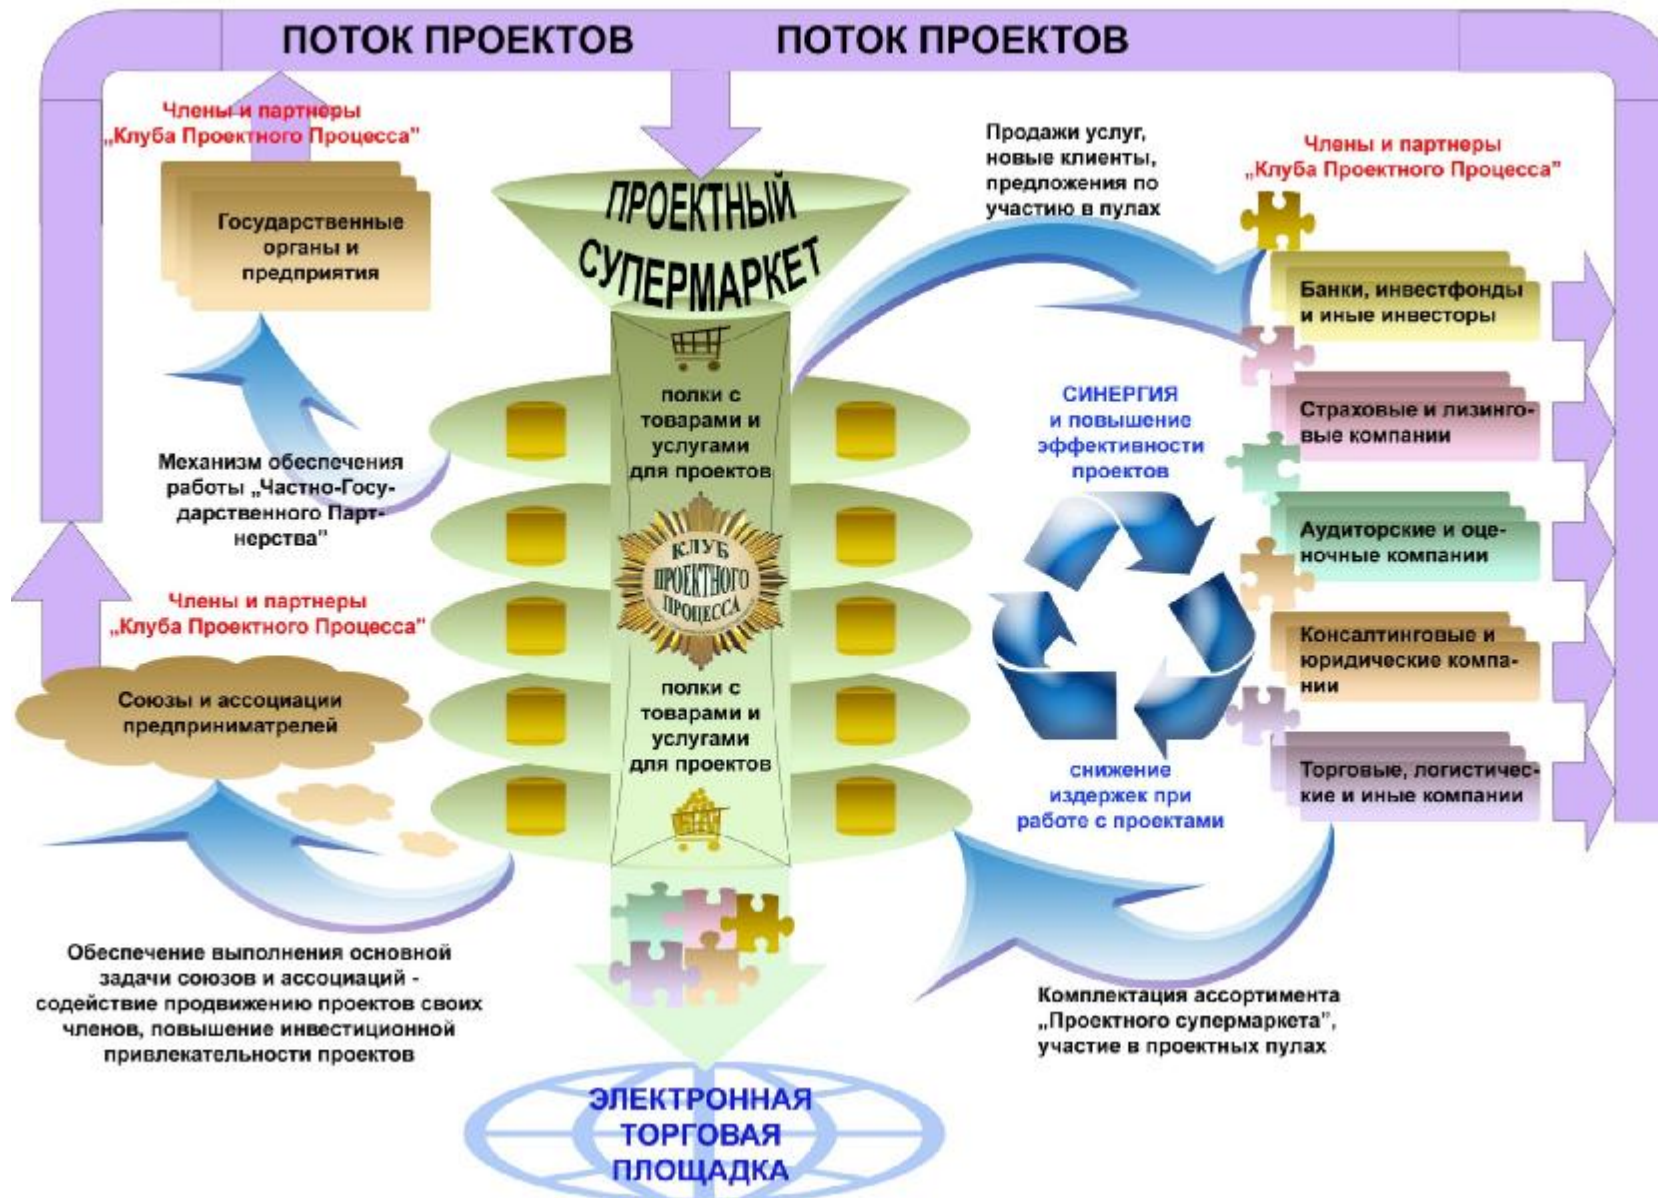 ПОТОК ПРОЕКТОВ
ПОТОК ПРОЕКТОВ
Члены и партнеры
„Клуба Проектного Процесса”
Государственные
органы и
предприятия
Механизм обеспечения
работы „Частно-Госу-
дарственного Парт-
нерства”
Члены и партнеры
„Клуба Проектного Процесса”
Союзы и ассоциации
предприниматрелей
Обеспечение выполнения основной
задачи союзов и ассоциаций -
содействие продвижению проектов своих
членов, повышение инвестиционной
привлекательности проектов
ПРОЕКТНЫЙ
СУПЕРМАРКЕТ
полки с
товарами и
услугами
для проектов
КЛУБ
ПРОЕКТНОГО
ПРОЦЕССА
полки с
товарами и
услугами
для проектов
ЭЛЕКТРОННАЯ
ТОРГОВАЯ
ПЛОЩАДКА
Продажи услуг,
новые клиенты,
предложения по
участию в пулах
СИНЕРГИЯ
и повышение
эффективности
проектов
снижение
издержек при
работе с проектами
Комплектация ассортимента
„Проектного супермаркета”,
участие в проектных пулах
Члены и партнеры
„Клуба Проектного Процесса”
Банки, инвестфонды
и иные инвесторы
Страховые и лизинго-
вые компании
Аудиторские и оце-
ночные компании
Консалтинговые и
юридические компа-
нии
Торговые, логистичес-
кие и иные компании